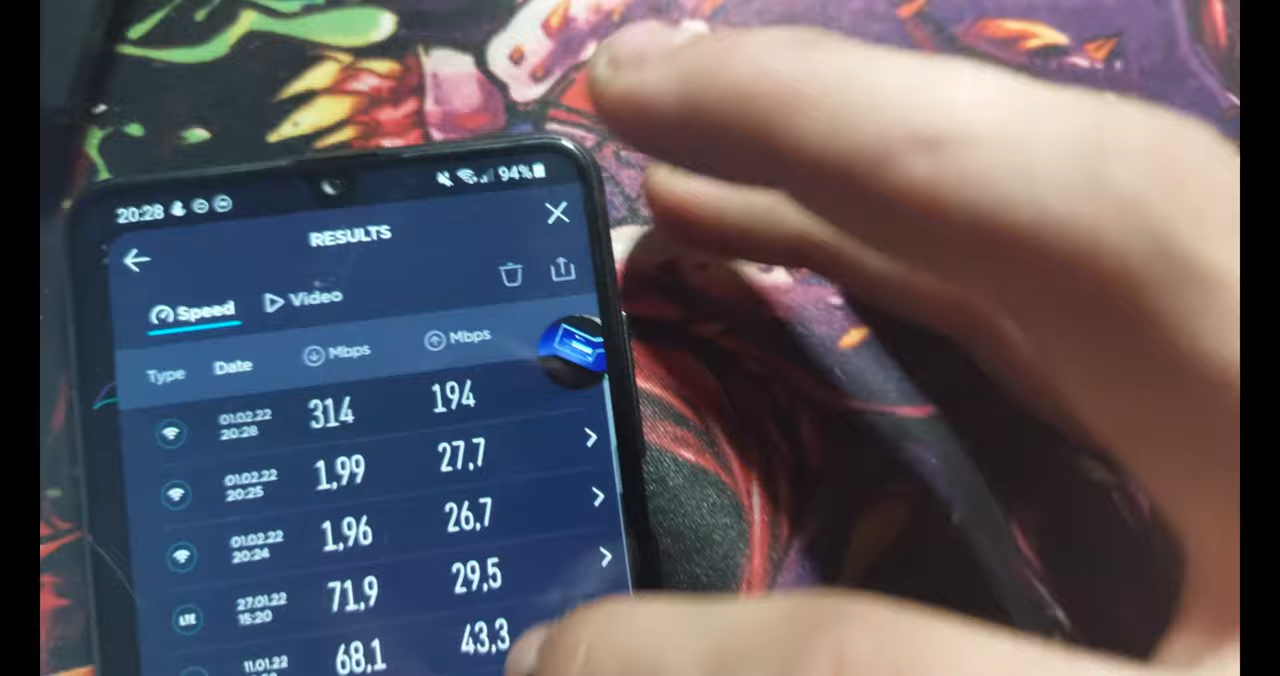 20:28 94%
RESULTS
Speed Video
Type Date Mbps Mbps
01.02.22
20:28 314 194
01.02.22
20:25 1,99 27,7
01.02.22
20:24 1,96 26,7
LTE 27.01.22
15:20 71,9 29,5
11.01.22 68,1 43,3